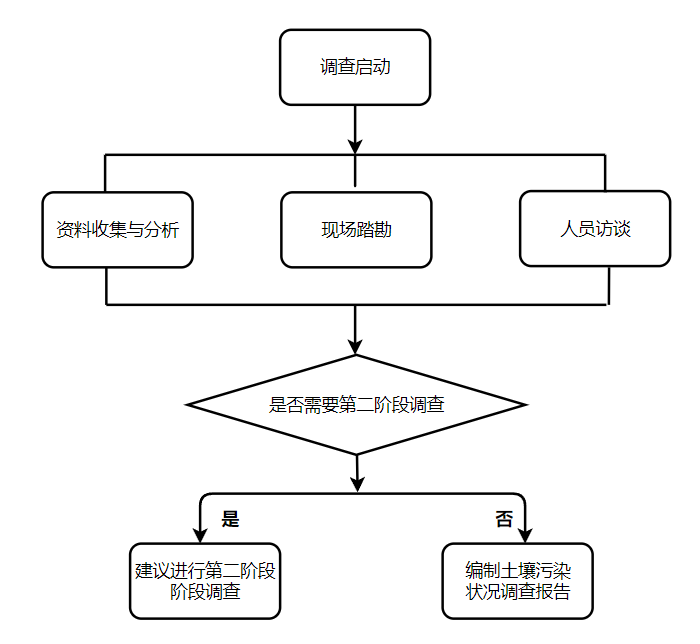 调查启动
资料收集与分析
现场踏勘
人员访谈
是否需要第二阶段调查
是
否
建议进行第二阶段
阶段调查
编制土壤污染
状况调查报告